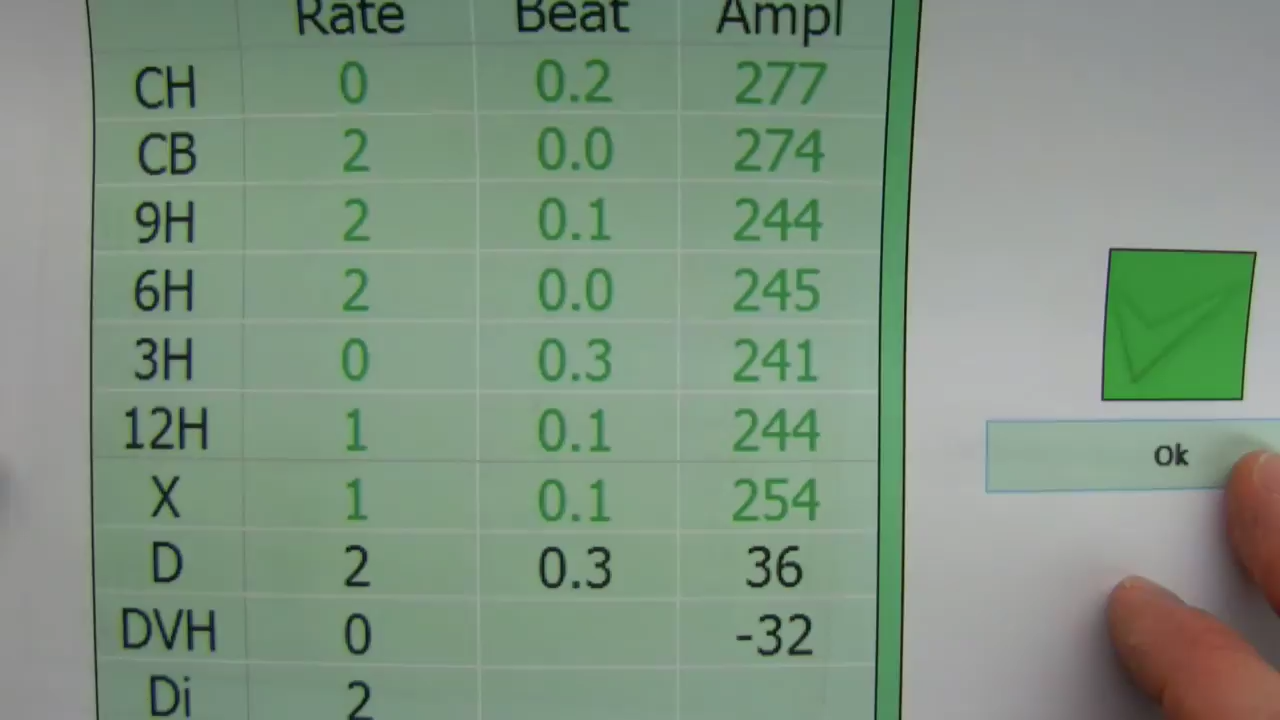 Rate Beat Ampl
CH 0 0.2 277
CB 2 0.0 274
9H 2 0.1 244
6H 2 0.0 245
3H 0 0.3 241
12H 1 0.1 244
X 1 0.1 254
D 2 0.3 36
DVH 0 -32
Di 2
Ok